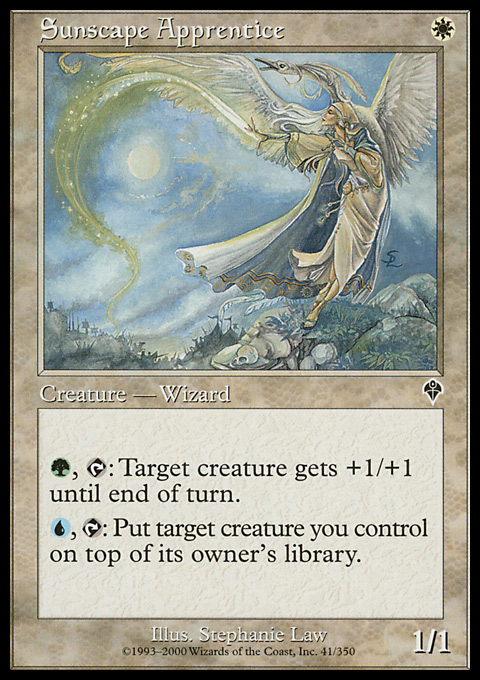 Sunscape Apprentice
SL
Creature — Wizard
, : Target creature gets +1/+1
until end of turn.
, : Put target creature you control
on top of its owner's library.
Illus. Stephanie Law
1/1
©1993–2000 Wizards of the Coast, Inc. 41/350